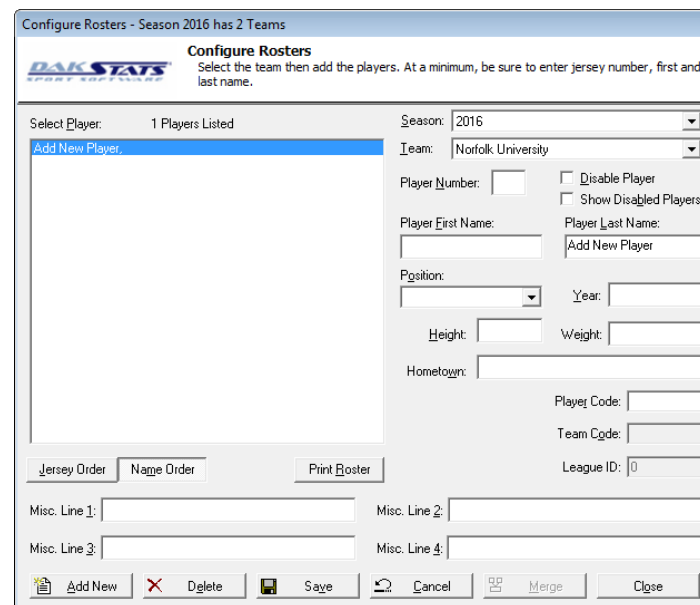 Configure Rosters - Season 2016 has 2 Teams
DAK STATS
SPORT SOFTWARE
Configure Rosters
Select the team then add the players. At a minimum, be sure to enter jersey number, first and
last name.
Select Player: 1 Players Listed
Add New Player,
Season: 2016
Team: Norfolk University
Player Number:
Disable Player
Show Disabled Players
Player First Name: Player Last Name:
Add New Player
Position:
Year:
Height: Weight:
Hometown:
Player Code:
Team Code:
League ID: 0
Jersey Order Name Order Print Roster
Misc. Line 1: Misc. Line 2:
Misc. Line 3: Misc. Line 4:
Add New Delete Save Cancel Merge Close